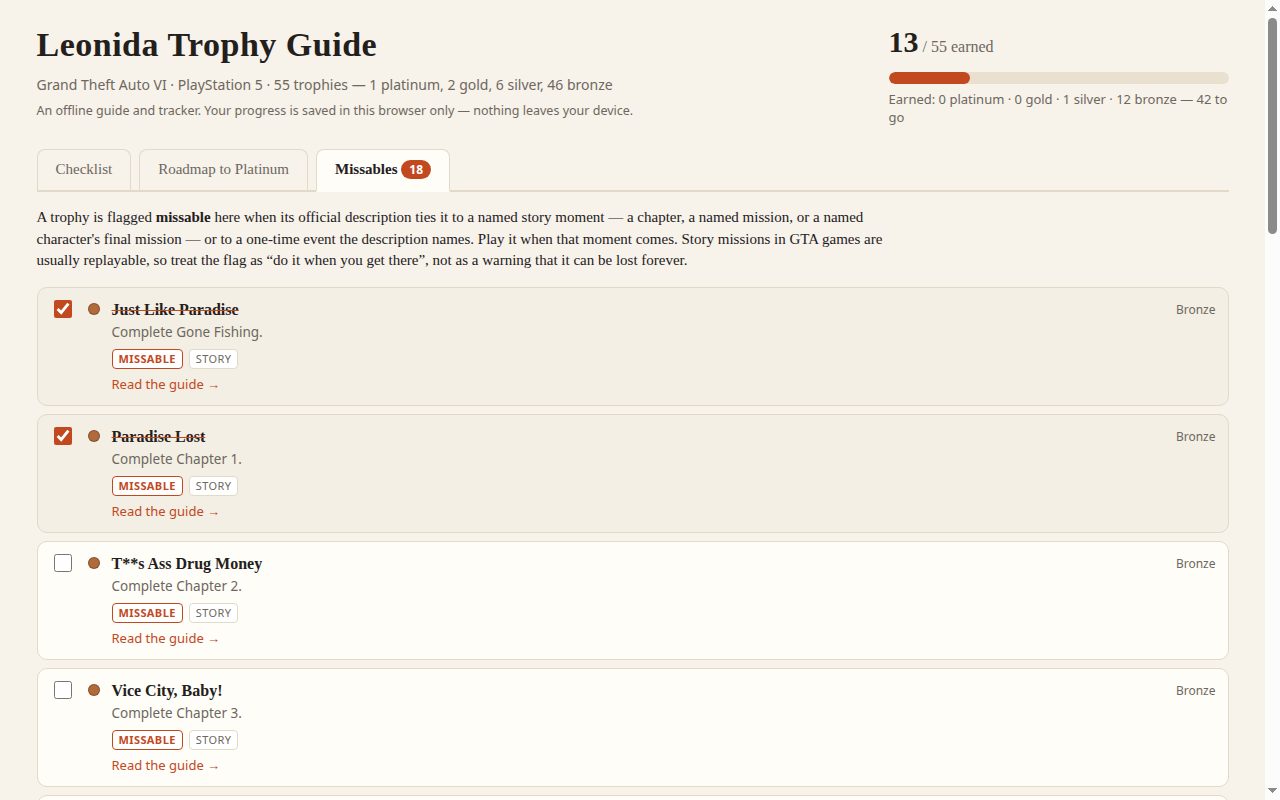 Leonida Trophy Guide
Grand Theft Auto VI · PlayStation 5 · 55 trophies — 1 platinum, 2 gold, 6 silver, 46 bronze
An offline guide and tracker. Your progress is saved in this browser only — nothing leaves your device.
13 / 55 earned
Earned: 0 platinum · 0 gold · 1 silver · 12 bronze — 42 to
go
Checklist
Roadmap to Platinum
Missables 18
A trophy is flagged missable here when its official description ties it to a named story moment — a chapter, a named mission, or a named
character's final mission — or to a one-time event the description names. Play it when that moment comes. Story missions in GTA games are
usually replayable, so treat the flag as “do it when you get there”, not as a warning that it can be lost forever.
Just Like Paradise
Bronze
Complete Gone Fishing.
MISSABLE STORY
Read the guide →
Paradise Lost
Bronze
Complete Chapter 1.
MISSABLE STORY
Read the guide →
T**s Ass Drug Money
Bronze
Complete Chapter 2.
MISSABLE STORY
Read the guide →
Vice City, Baby!
Bronze
Complete Chapter 3.
MISSABLE STORY
Read the guide →